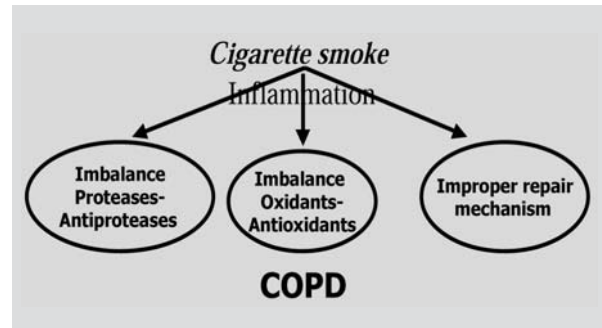 Cigarette smoke
Inflammation
Imbalance
Proteases-
Antiproteases
Imbalance
Oxidants-
Antioxidants
Improper repair
mechanism
COPD